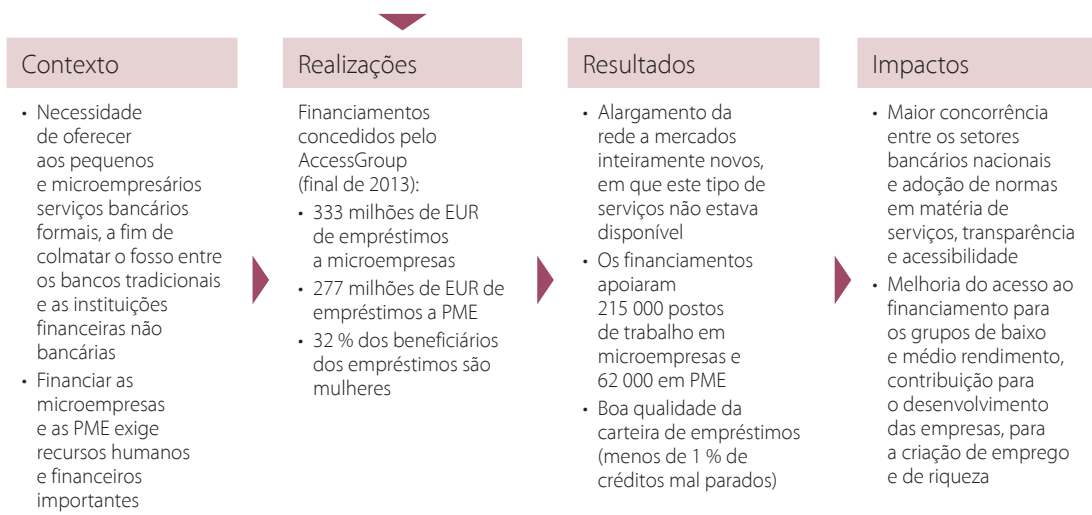 Contexto
• Necessidade
de oferecer
aos pequenos
e microempresários
serviços bancários
formais, a fim de
colmatar o fosso entre
os bancos tradicionais
e as instituições
financeiras não
bancárias
• Financiar as
microempresas
e as PME exige
recursos humanos
e financeiros
importantes
Realizações
Financiamentos
concedidos pelo
AccessGroup
(final de 2013):
• 333 milhões de EUR
de empréstimos
a microempresas
• 277 milhões de EUR de
empréstimos a PME
• 32 % dos beneficiários
dos empréstimos são
mulheres
Resultados
• Alargamento da
rede a mercados
inteiramente novos,
em que este tipo de
serviços não estava
disponível
• Os financiamentos
apoiaram
215 000 postos
de trabalho em
microempresas e
62 000 em PME
• Boa qualidade da
carteira de empréstimos
(menos de 1 % de
créditos mal parados)
Impactos
• Maior concorrência
entre os setores
bancários nacionais
e adoção de normas
em matéria de
serviços, transparência
e acessibilidade
• Melhoria do acesso ao
financiamento para
os grupos de baixo
e médio rendimento,
contribuição para
o desenvolvimento
das empresas, para
a criação de emprego
e de riqueza